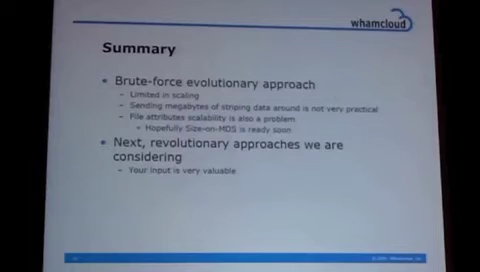 whamcloud
Summary
Brute-force evolutionary approach
Limited in scaling
Sending megabytes of striping data around is not very practical
File attributes scalability is also a problem
Hopefully Size-on-MDS is ready soon
Next, revolutionary approaches we are
considering
Your input is very valuable
Whamcloud, Inc.